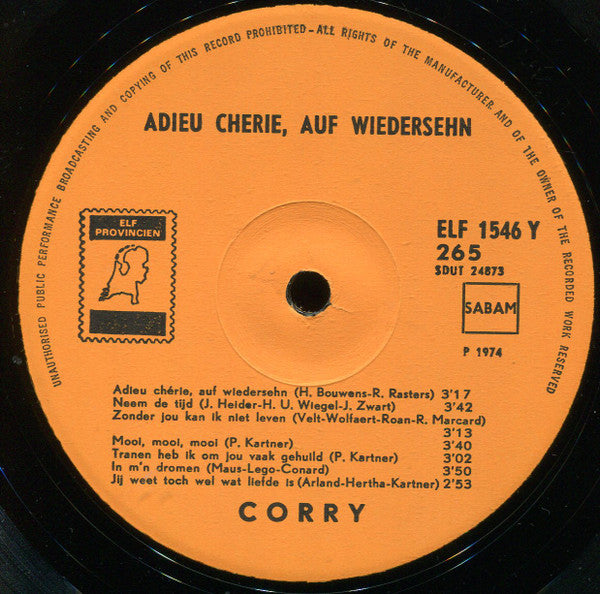 UNAUTHORISED PUBLIC PERFORMANCE BROADCASTING AND COPYING OF THIS RECORD PROHIBITED-ALL RIGHTS OF THE MANUFACTURER AND OF THE OWNER OF THE RECORDED WORK RESERVED
ADIEU CHERIE, AUF WIEDERSEHN
ELF
PROVINCIEN
ELF 1546 Y
265
SDUT 24873
SABAM
P 1974
Adieu chérie, auf wiedersehn (H. Bouwens-R. Rasters) 3'17
Neem de tijd (J. Heider-H. U. Wiegel-J. Zwart) 3'42
Zonder jou kan ik niet leven (Velt-Wolfaert-Roan-R. Marcard)
3'13
Mooi, mooi, mooi (P. Kartner) 3'40
Tranen heb ik om jou vaak gehuild (P. Kartner) 3'02
In m'n dromen (Maus-Lego-Conard) 3'50
Jij weet toch wel wat liefde is (Arland-Hertha-Kartner) 2'53
CORRY